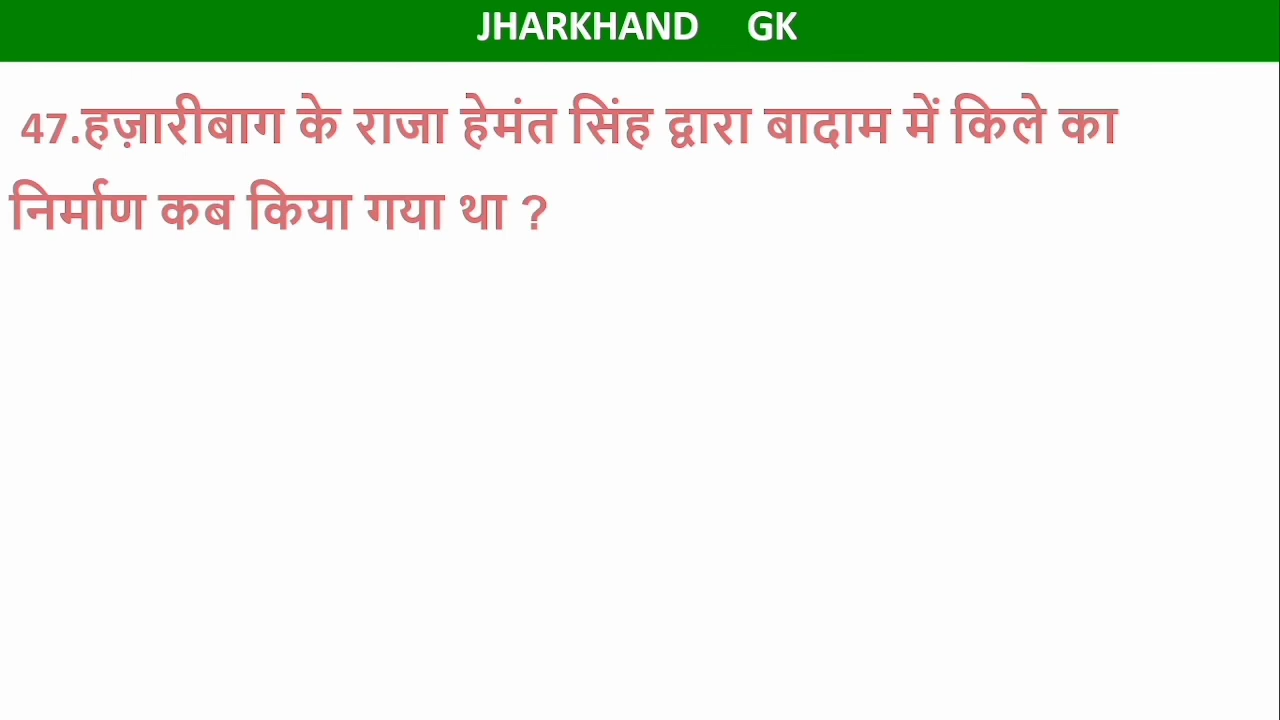 JHARKHAND GK
47.हज़ारीबाग के राजा हेमंत सिंह द्वारा बादाम में किले का
निर्माण कब किया गया था ?